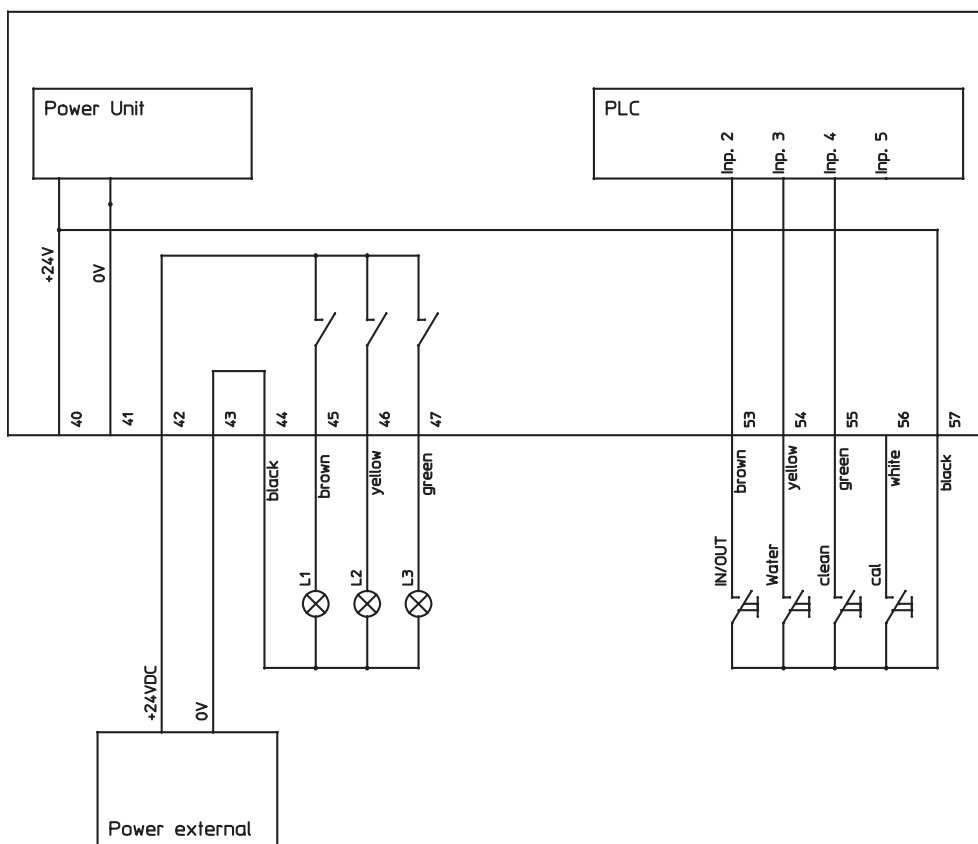 Power Unit
PLC
Inp. 2
Inp. 3
Inp. 4
Inp. 5
+24V
0V
40
41
42
43
44
45
46
47
53
54
55
56
57
black
brown
yellow
green
brown
yellow
green
white
black
L1
L2
L3
IN/OUT
Water
clean
cal
+24VDC
0V
Power external